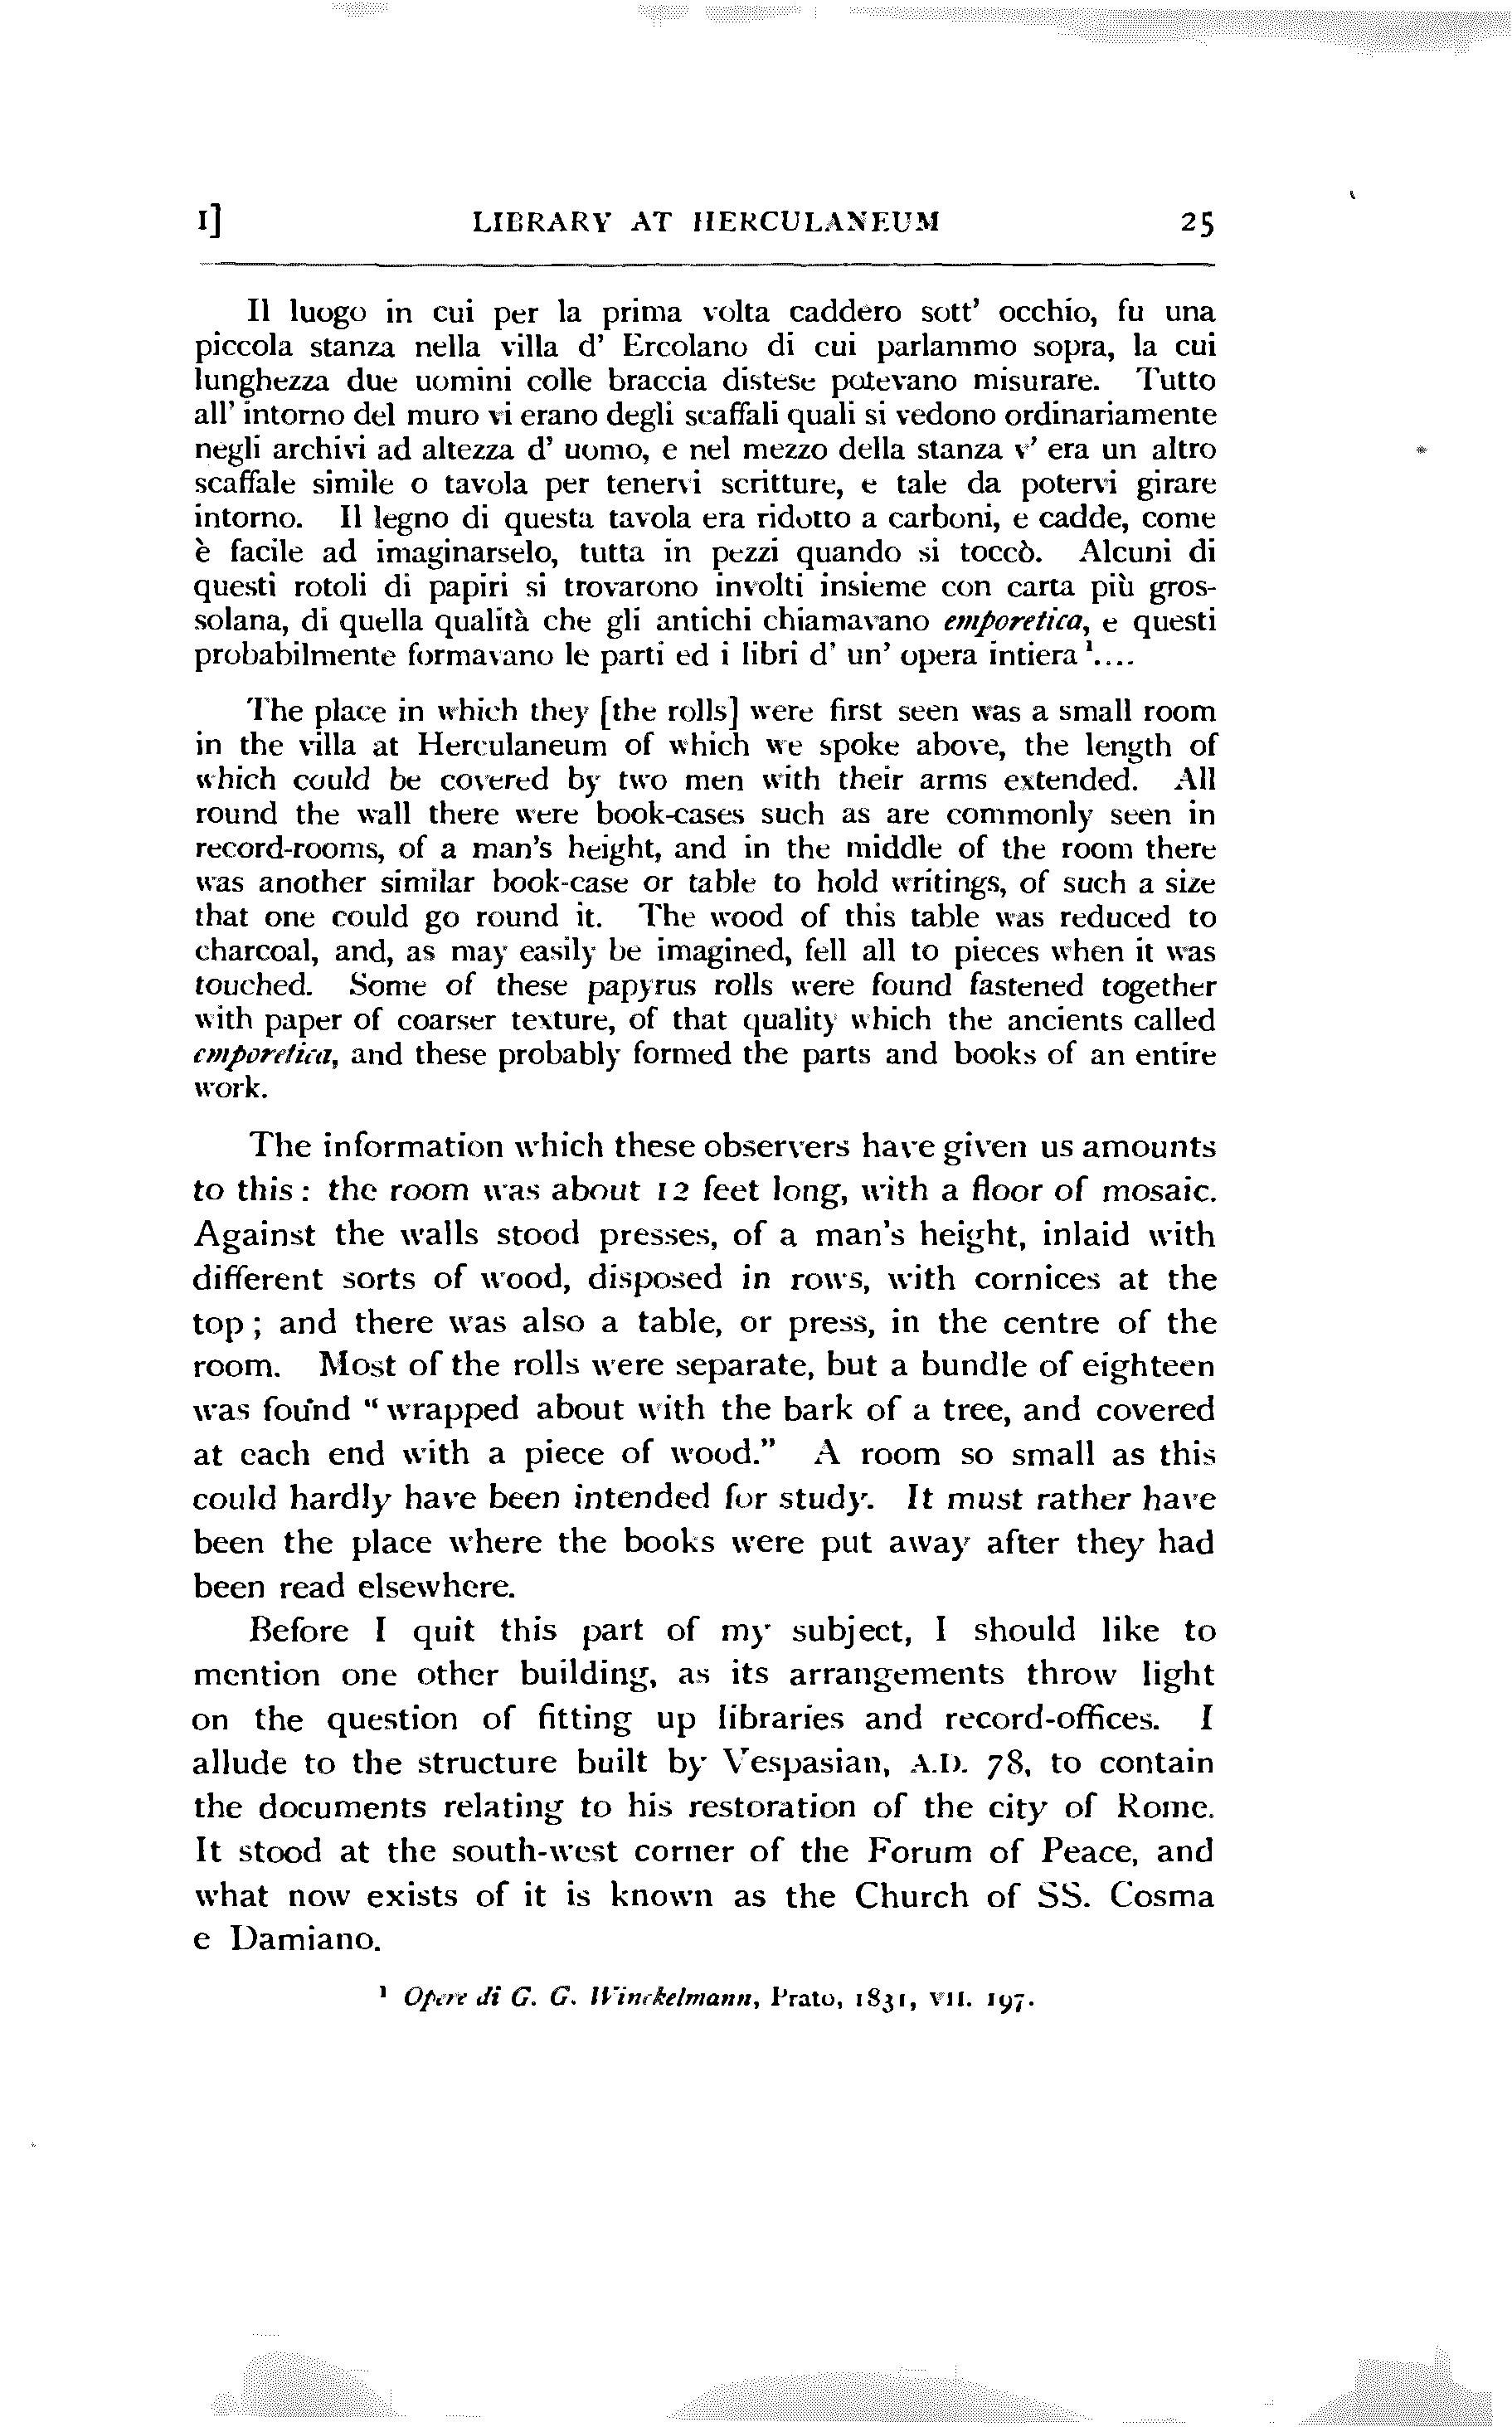 I] LIBRARY AT HERCULANEUM 25
Il luogo in cui per la prima volta caddero sott' occhio, fu una
piccola stanza nella villa d' Ercolano di cui parlammo sopra, la cui
lunghezza due uomini colle braccia distese potevano misurare. Tutto
all' intorno del muro vi erano degli scaffali quali si vedono ordinariamente
negli archivi ad altezza d' uomo, e nel mezzo della stanza v' era un altro
scaffale simile o tavola per tenervi scritture, e tale da potervi girare
intorno. Il legno di questa tavola era ridotto a carboni, e cadde, come
è facile ad imaginarselo, tutta in pezzi quando si toccò. Alcuni di
questi rotoli di papiri si trovarono involti insieme con carta più gros-
solana, di quella qualità che gli antichi chiamavano emporetica, e questi
probabilmente formavano le parti ed i libri d' un' opera intiera¹....
The place in which they [the rolls] were first seen was a small room
in the villa at Herculaneum of which we spoke above, the length of
which could be covered by two men with their arms extended. All
round the wall there were book-cases such as are commonly seen in
record-rooms, of a man's height, and in the middle of the room there
was another similar book-case or table to hold writings, of such a size
that one could go round it. The wood of this table was reduced to
charcoal, and, as may easily be imagined, fell all to pieces when it was
touched. Some of these papyrus rolls were found fastened together
with paper of coarser texture, of that quality which the ancients called
emporetica, and these probably formed the parts and books of an entire
work.
The information which these observers have given us amounts
to this: the room was about 12 feet long, with a floor of mosaic.
Against the walls stood presses, of a man's height, inlaid with
different sorts of wood, disposed in rows, with cornices at the
top; and there was also a table, or press, in the centre of the
room. Most of the rolls were separate, but a bundle of eighteen
was found "wrapped about with the bark of a tree, and covered
at each end with a piece of wood." A room so small as this
could hardly have been intended for study. It must rather have
been the place where the books were put away after they had
been read elsewhere.
Before I quit this part of my subject, I should like to
mention one other building, as its arrangements throw light
on the question of fitting up libraries and record-offices. I
allude to the structure built by Vespasian, A.D. 78, to contain
the documents relating to his restoration of the city of Rome.
It stood at the south-west corner of the Forum of Peace, and
what now exists of it is known as the Church of SS. Cosma
e Damiano.
¹ Opere di G. G. Winckelmann, Prato, 1831, VII. 197.